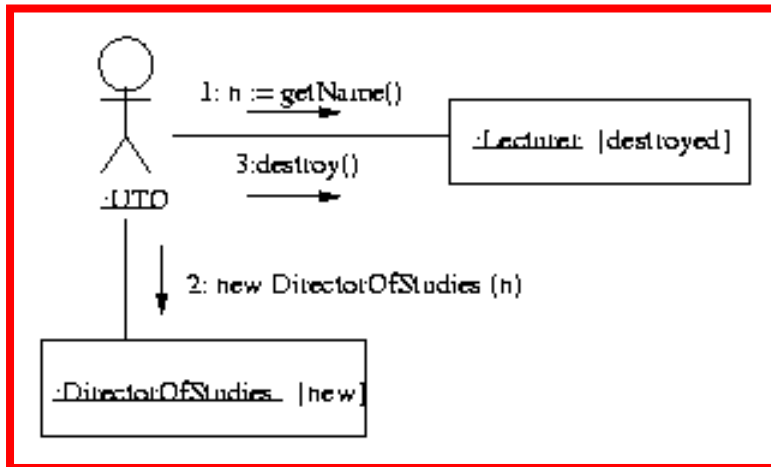 1: n := getName()
:Lecturer [destroyed]
3:destroy()
:UTO
2: new DirectorOfStudies (n)
:DirectorOfStudies [new]